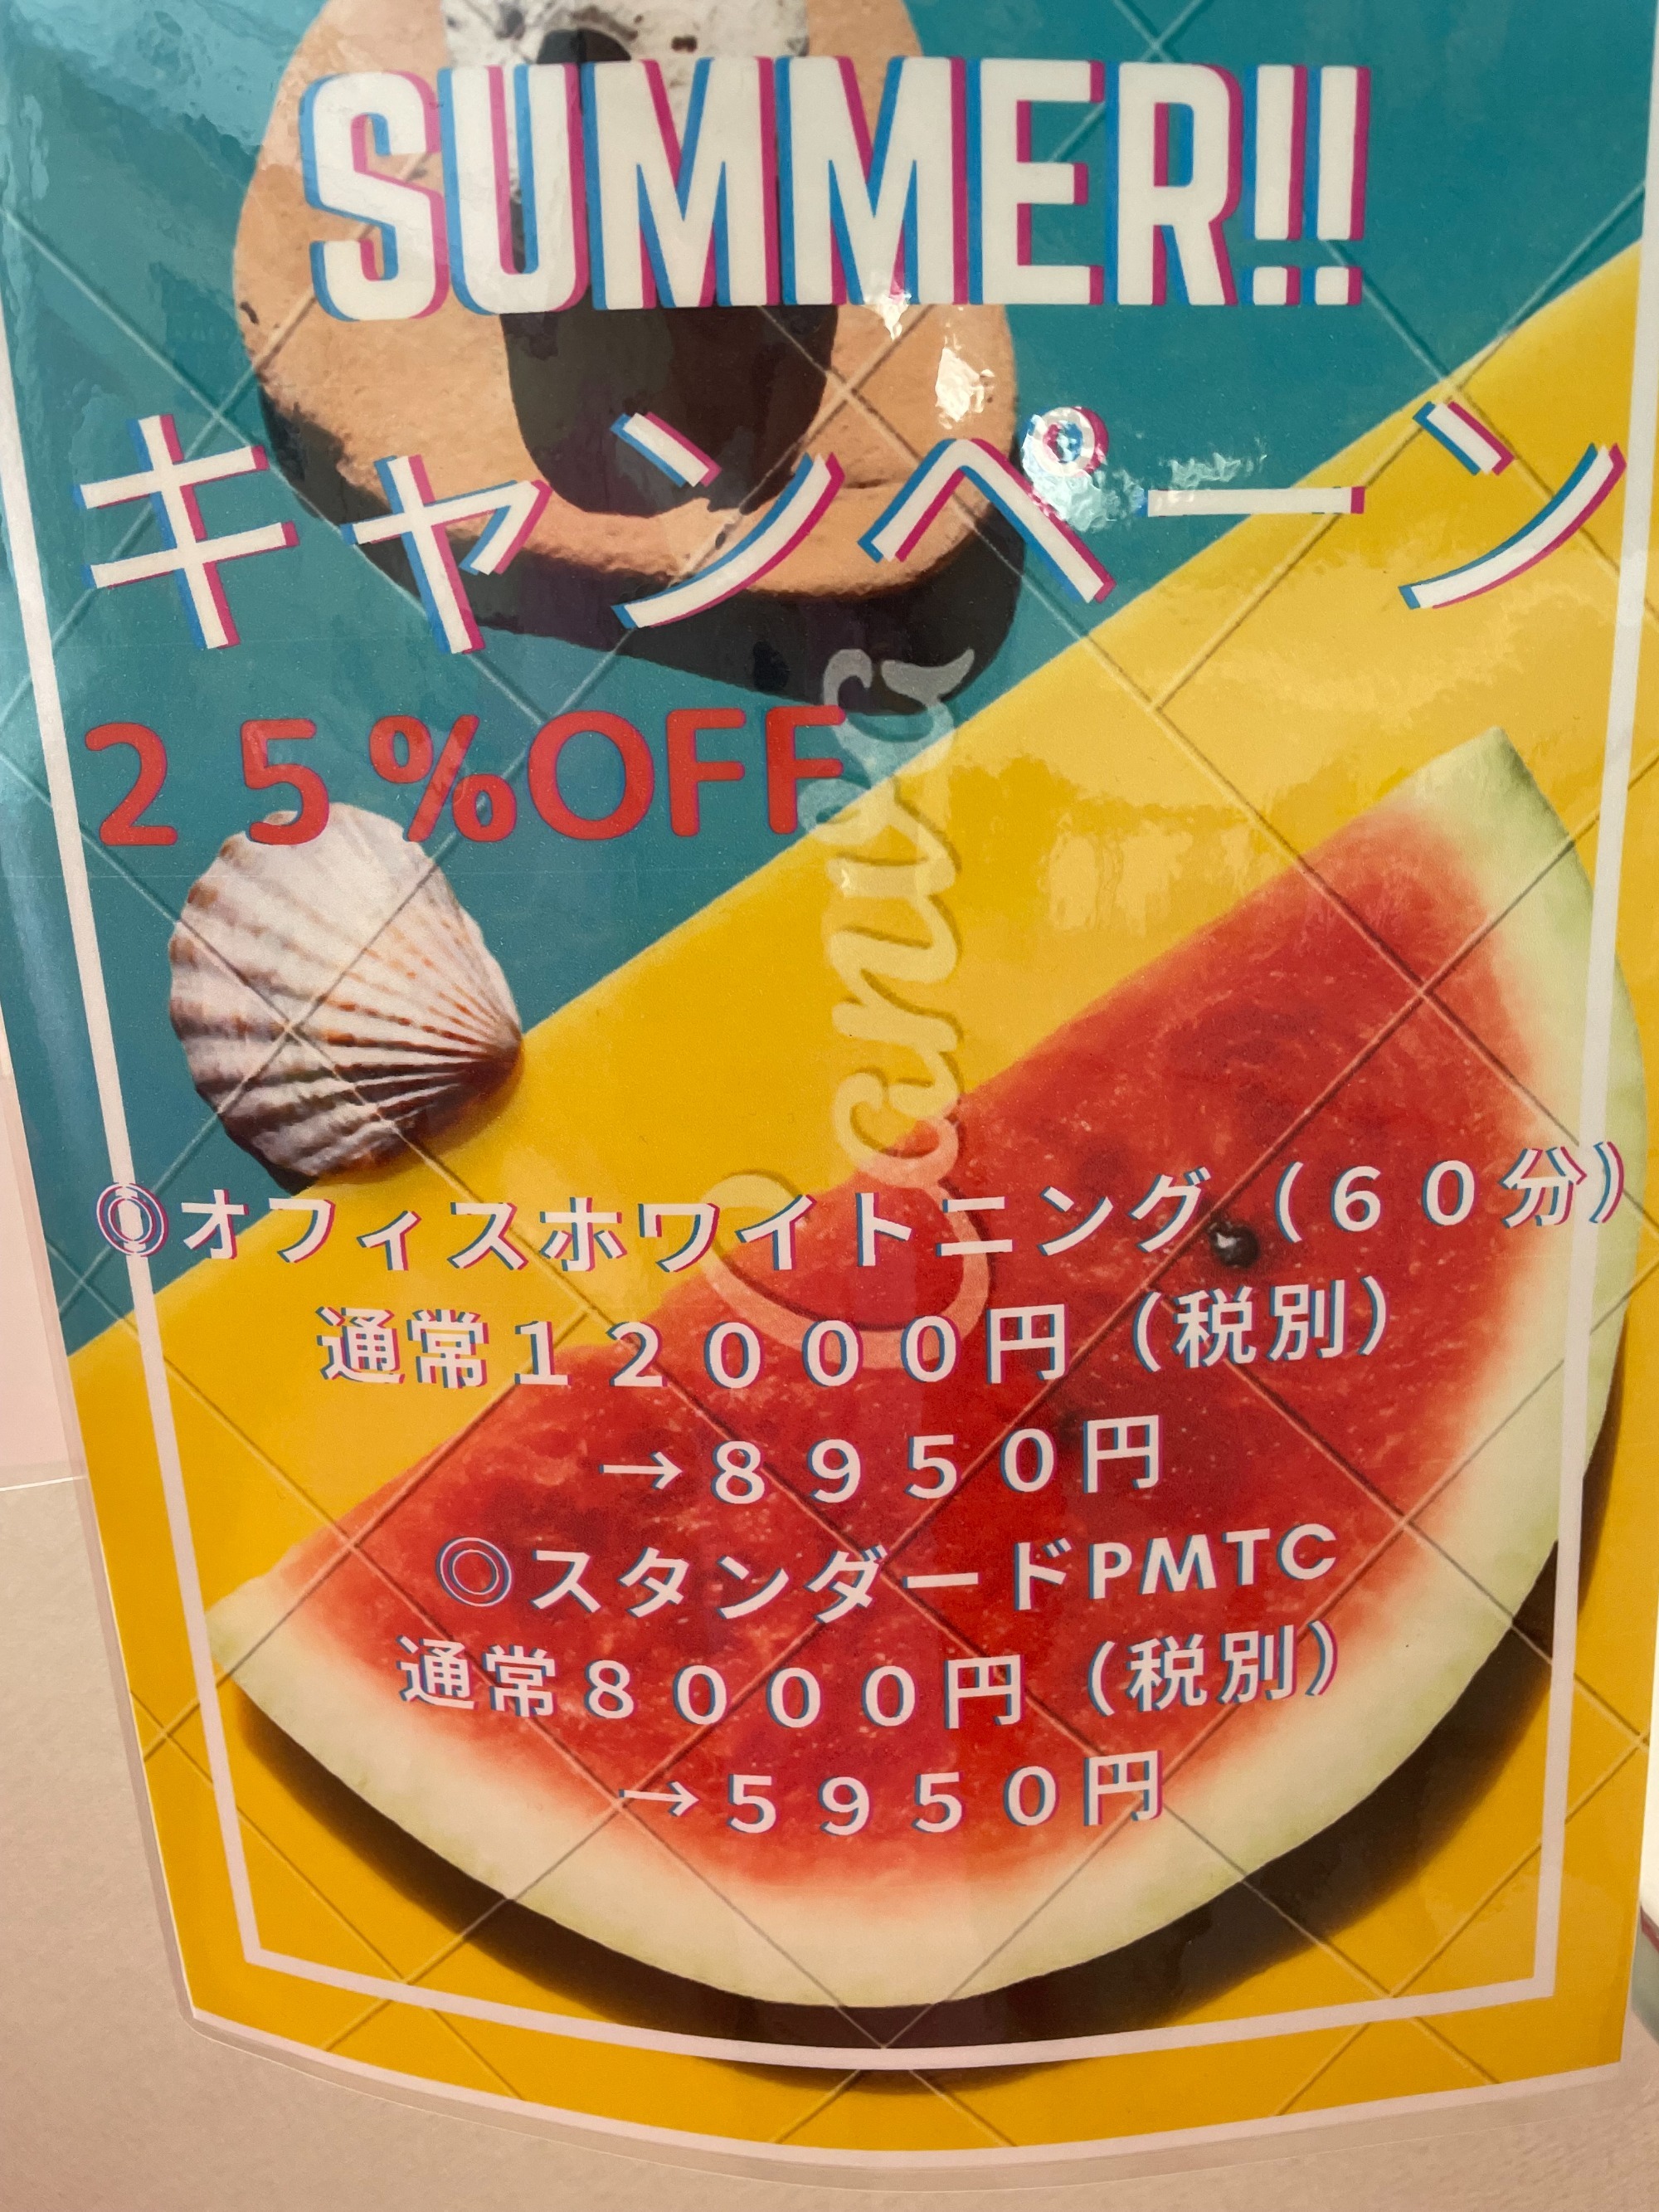 SUMMER!!
キャンペーン
２５%OFF
Canva
◎オフィスホワイトニング（６０分）
通常１２０００円（税別）
→８９５０円
◎スタンダードPMTC
通常８０００円（税別）
→５９５０円